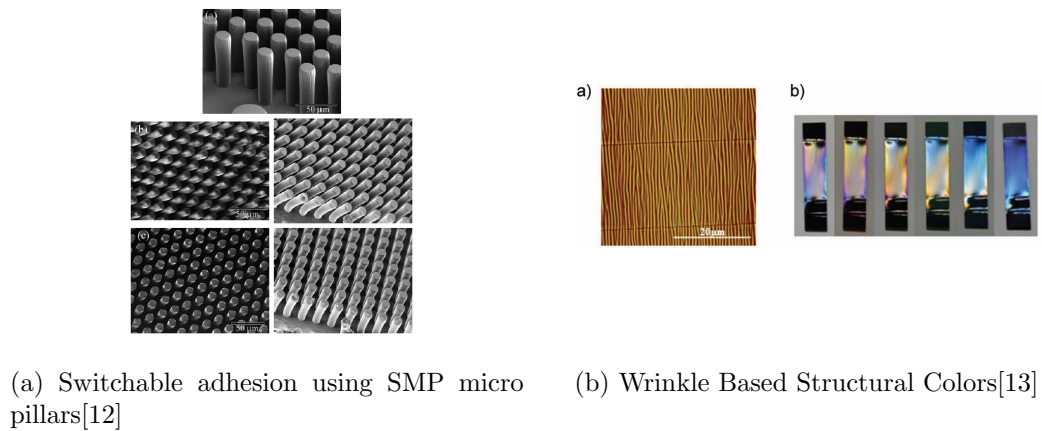 (a)
50 μm
(b)
50 μm
(c)
50 μm
a)
20μm
b)
(a) Switchable adhesion using SMP micro
pillars[12]
(b) Wrinkle Based Structural Colors[13]